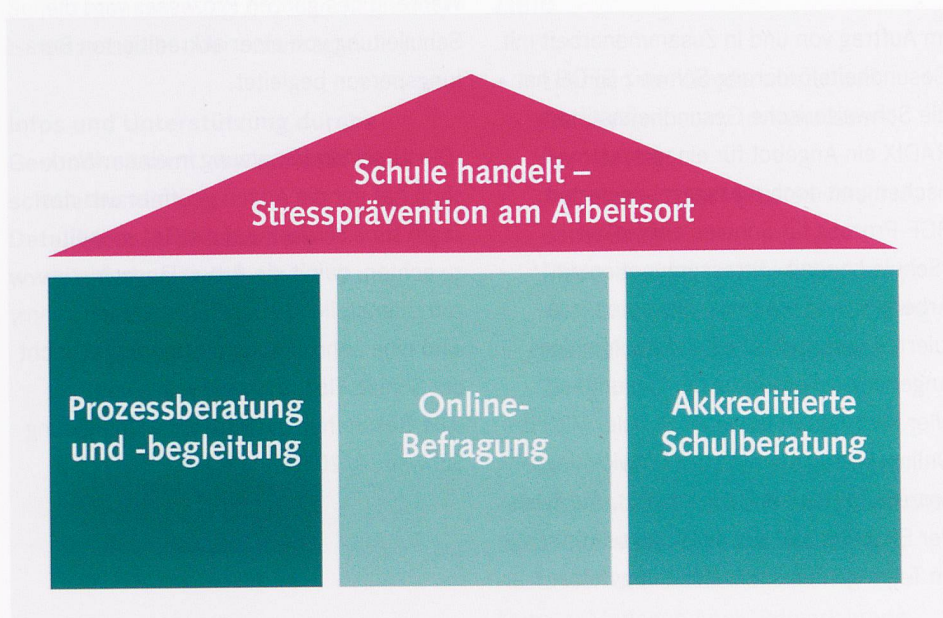 Schule handelt –
Stressprävention am Arbeitsort
Prozessberatung
und -begleitung
Online-
Befragung
Akkreditierte
Schulberatung